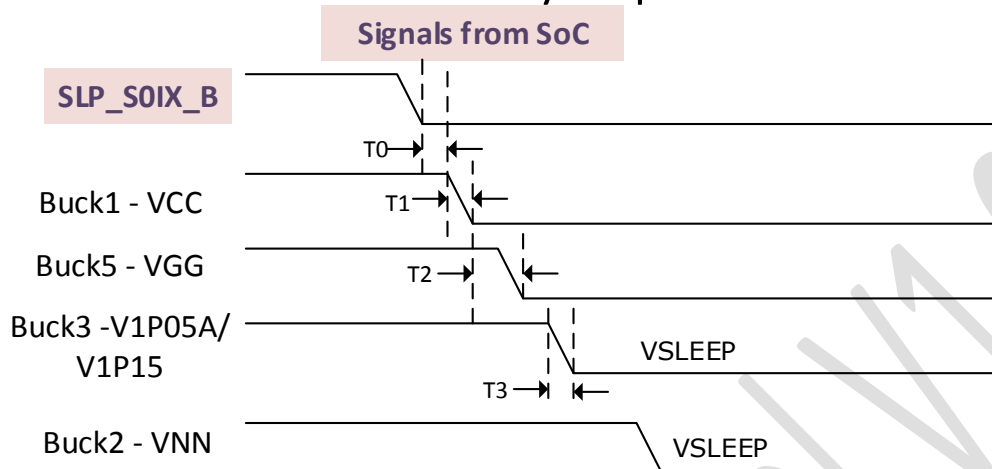 Signals from SoC
SLP_S0IX_B
T0
Buck1 - VCC
T1
Buck5 - VGG
T2
Buck3 -V1P05A/
V1P15
VSLEEP
T3
Buck2 - VNN
VSLEEP